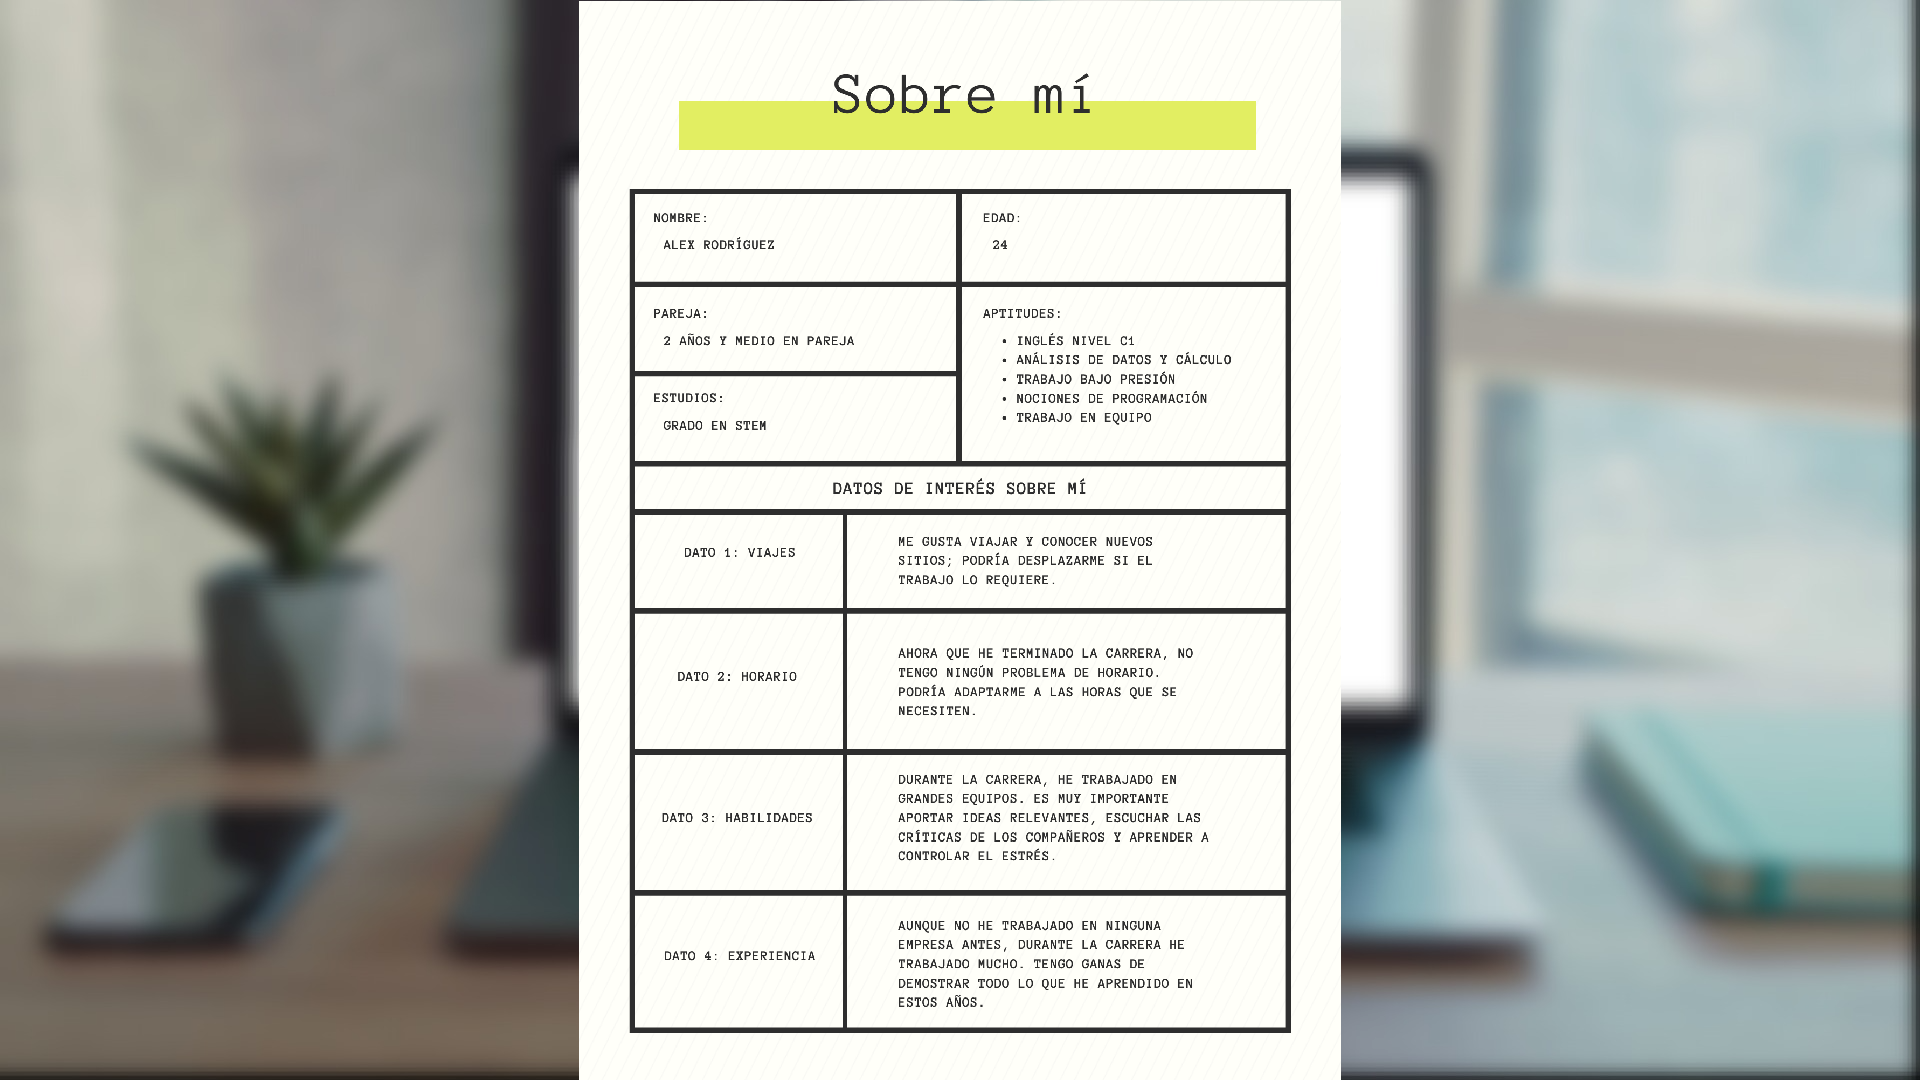 Sobre mí
NOMBRE:
ALEX RODRÍGUEZ
EDAD:
24
PAREJA:
2 AÑOS Y MEDIO EN PAREJA
APTITUDES:
• INGLÉS NIVEL C1
• ANÁLISIS DE DATOS Y CÁLCULO
• TRABAJO BAJO PRESIÓN
• NOCIONES DE PROGRAMACIÓN
• TRABAJO EN EQUIPO
ESTUDIOS:
GRADO EN STEM
DATOS DE INTERÉS SOBRE MÍ
DATO 1: VIAJES
ME GUSTA VIAJAR Y CONOCER NUEVOS
SITIOS; PODRÍA DESPLAZARME SI EL
TRABAJO LO REQUIERE.
DATO 2: HORARIO
AHORA QUE HE TERMINADO LA CARRERA, NO
TENGO NINGÚN PROBLEMA DE HORARIO.
PODRÍA ADAPTARME A LAS HORAS QUE SE
NECESITEN.
DATO 3: HABILIDADES
DURANTE LA CARRERA, HE TRABAJADO EN
GRANDES EQUIPOS. ES MUY IMPORTANTE
APORTAR IDEAS RELEVANTES, ESCUCHAR LAS
CRÍTICAS DE LOS COMPAÑEROS Y APRENDER A
CONTROLAR EL ESTRÉS.
DATO 4: EXPERIENCIA
AUNQUE NO HE TRABAJADO EN NINGUNA
EMPRESA ANTES, DURANTE LA CARRERA HE
TRABAJADO MUCHO. TENGO GANAS DE
DEMOSTRAR TODO LO QUE HE APRENDIDO EN
ESTOS AÑOS.